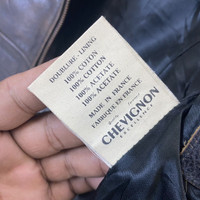 DOUBLURE - LINING
100% COTON
100% COTTON
100% ACETATE
100% ACETATE
MADE IN FRANCE
FABRIQUE EN FRANCE
CHEVIGNON